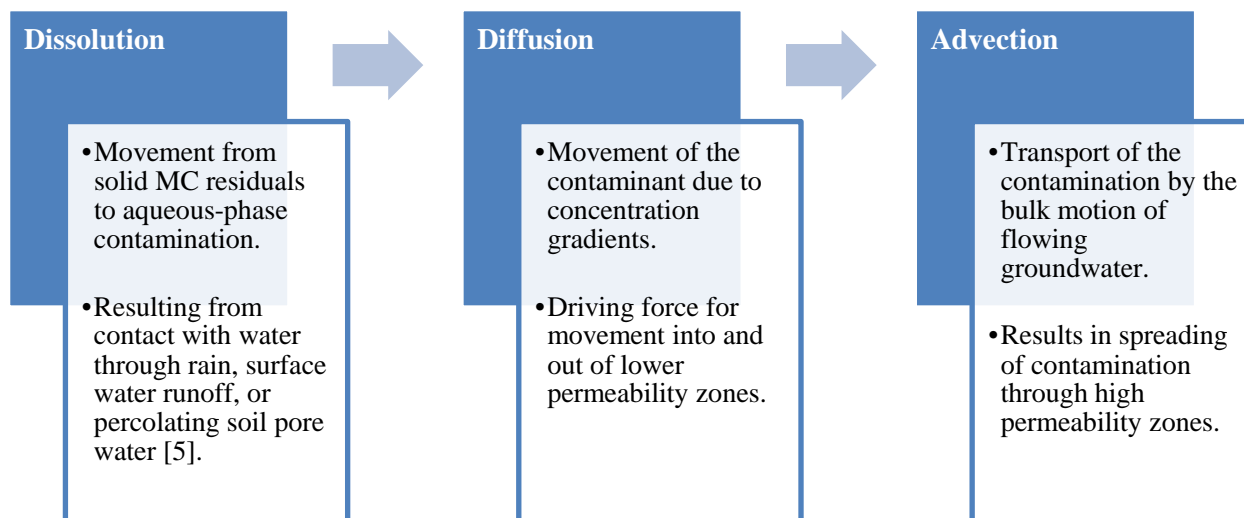 Dissolution
•Movement from
solid MC residuals
to aqueous-phase
contamination.
•Resulting from
contact with water
through rain, surface
water runoff, or
percolating soil pore
water [5].
Diffusion
•Movement of the
contaminant due to
concentration
gradients.
•Driving force for
movement into and
out of lower
permeability zones.
Advection
•Transport of the
contamination by the
bulk motion of
flowing
groundwater.
•Results in spreading
of contamination
through high
permeability zones.